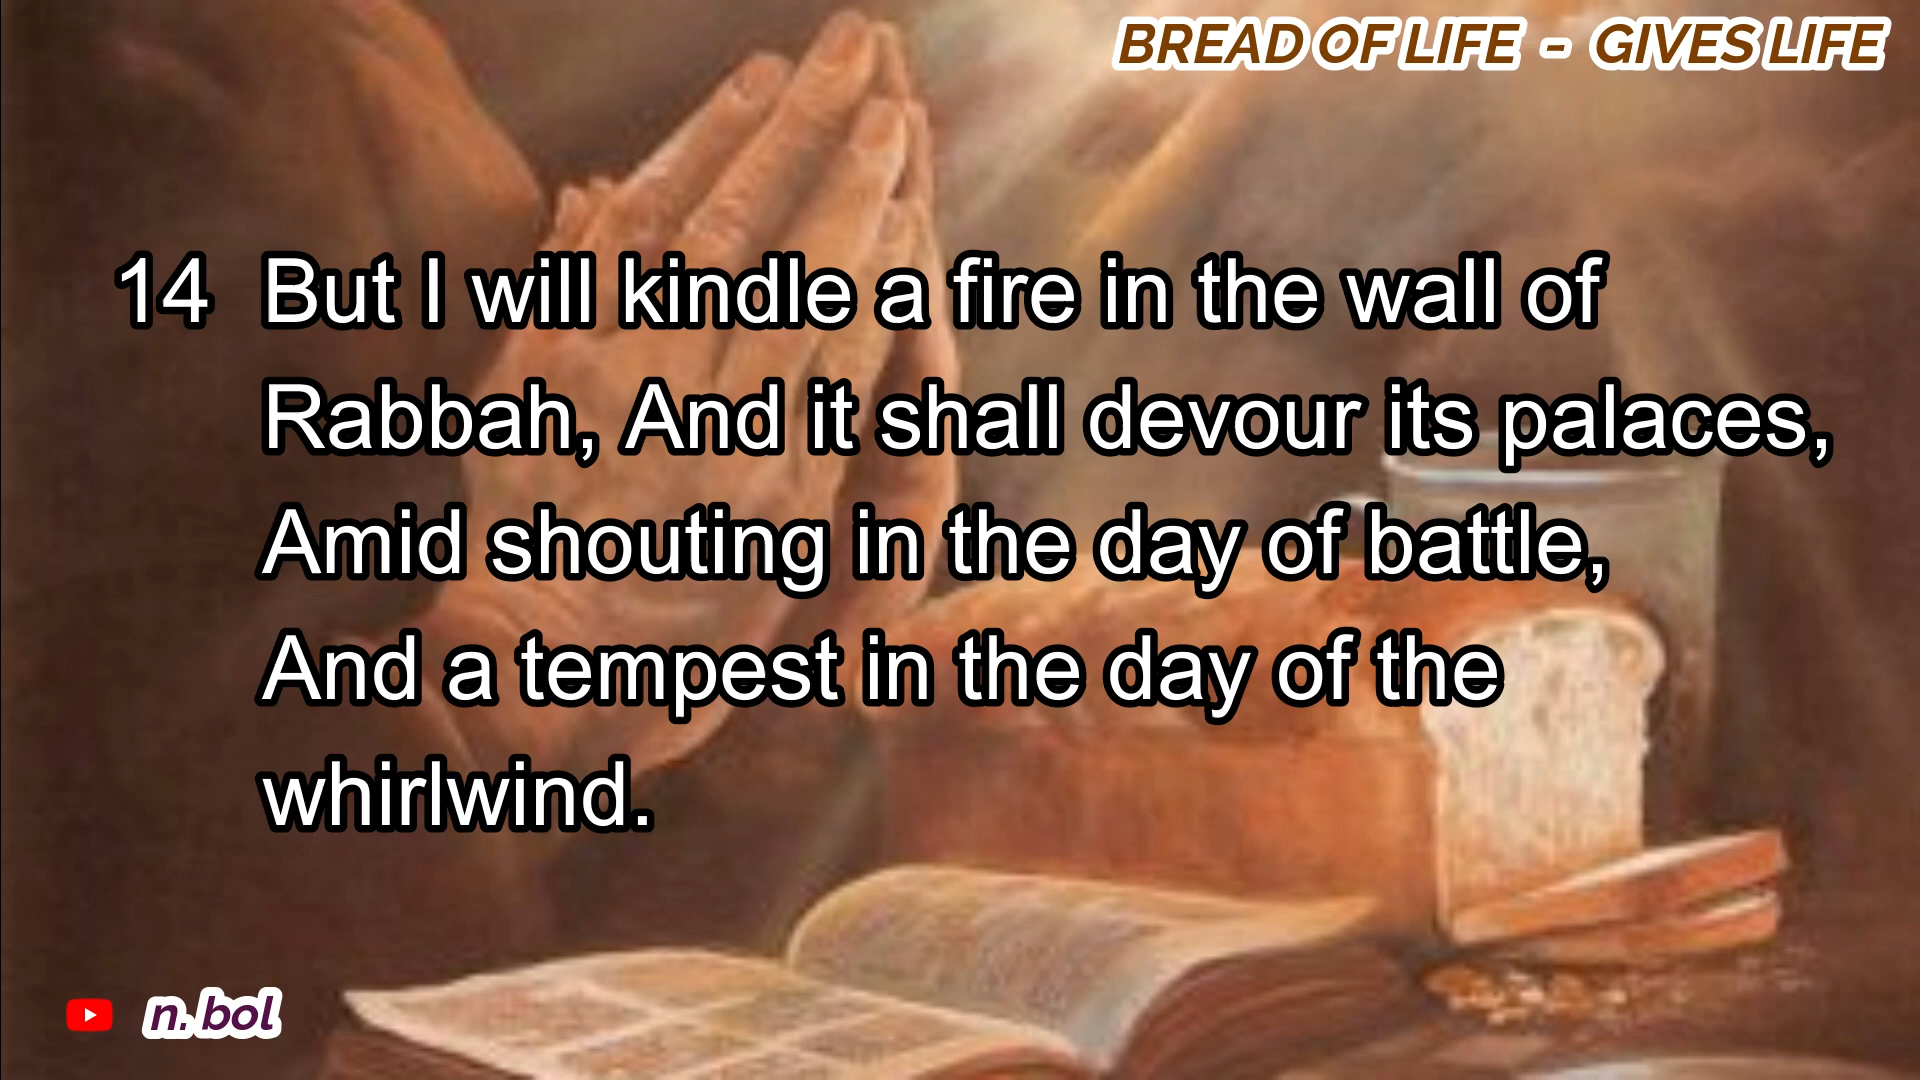 BREAD OF LIFE - GIVES LIFE
14 But I will kindle a fire in the wall of
Rabbah, And it shall devour its palaces,
Amid shouting in the day of battle,
And a tempest in the day of the
whirlwind.
n. bol